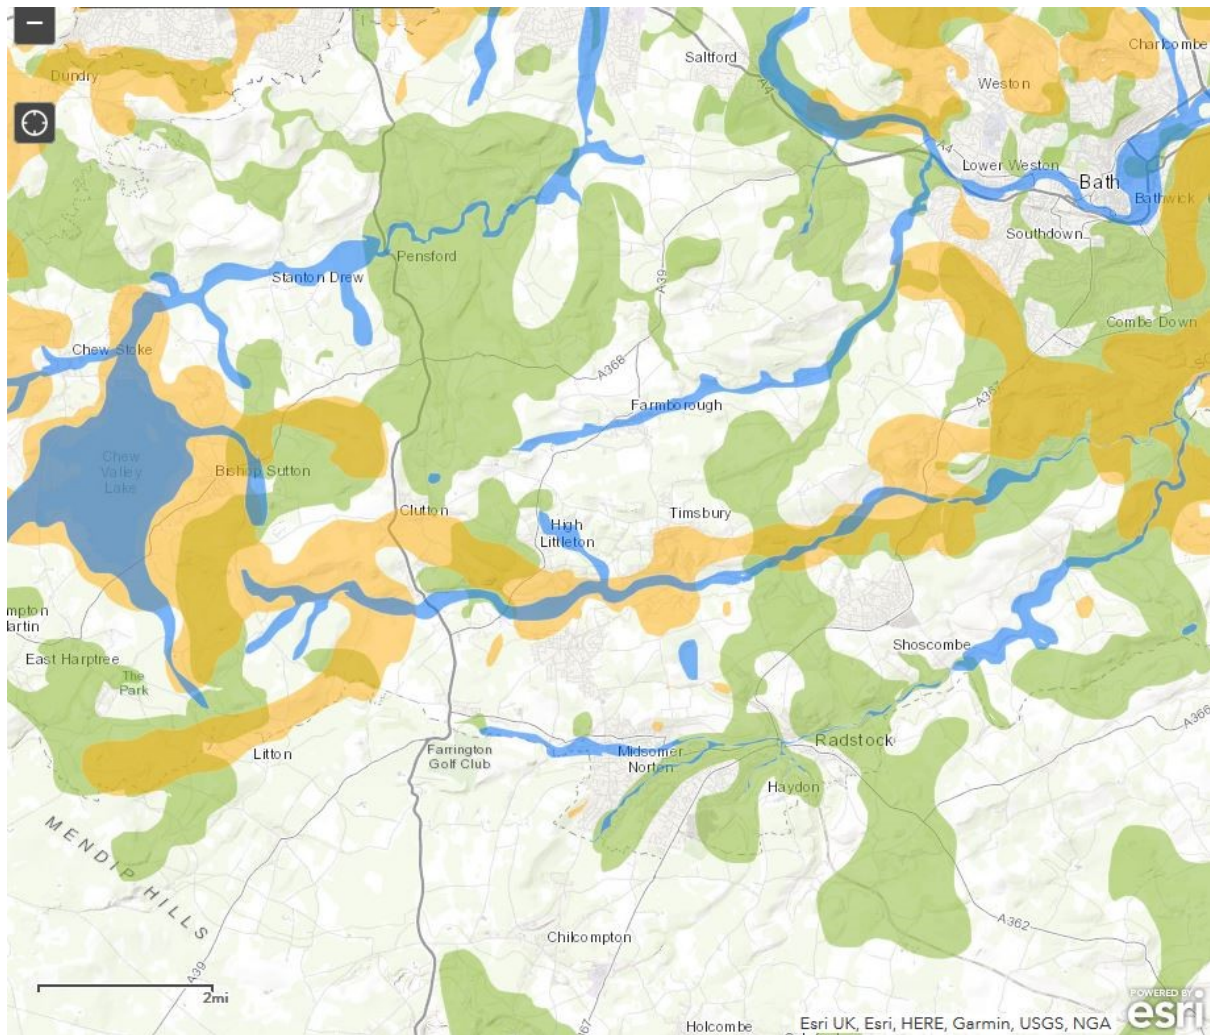 Saltford
A4
Charlcombe
Dundry
Weston
A4
Lower Weston
Bath
Bathwick
Southdown
Pensford
Stanton Drew
A39
Combe Down
Chew Stoke
A368
A367
Farmborough
Chew
Valley
Lake
Bishop Sutton
Clutton
Timsbury
High
Littleton
mpton
Martin
Shoscombe
East Harptree
The
Park
A366
Radstock
Litton
Farrington
Golf Club
Midsomer
Norton
Haydon
MENDIP HILLS
A362
Chilcompton
A39
2mi
Holcombe
POWERED BY
esri
Esri UK, Esri, HERE, Garmin, USGS, NGA